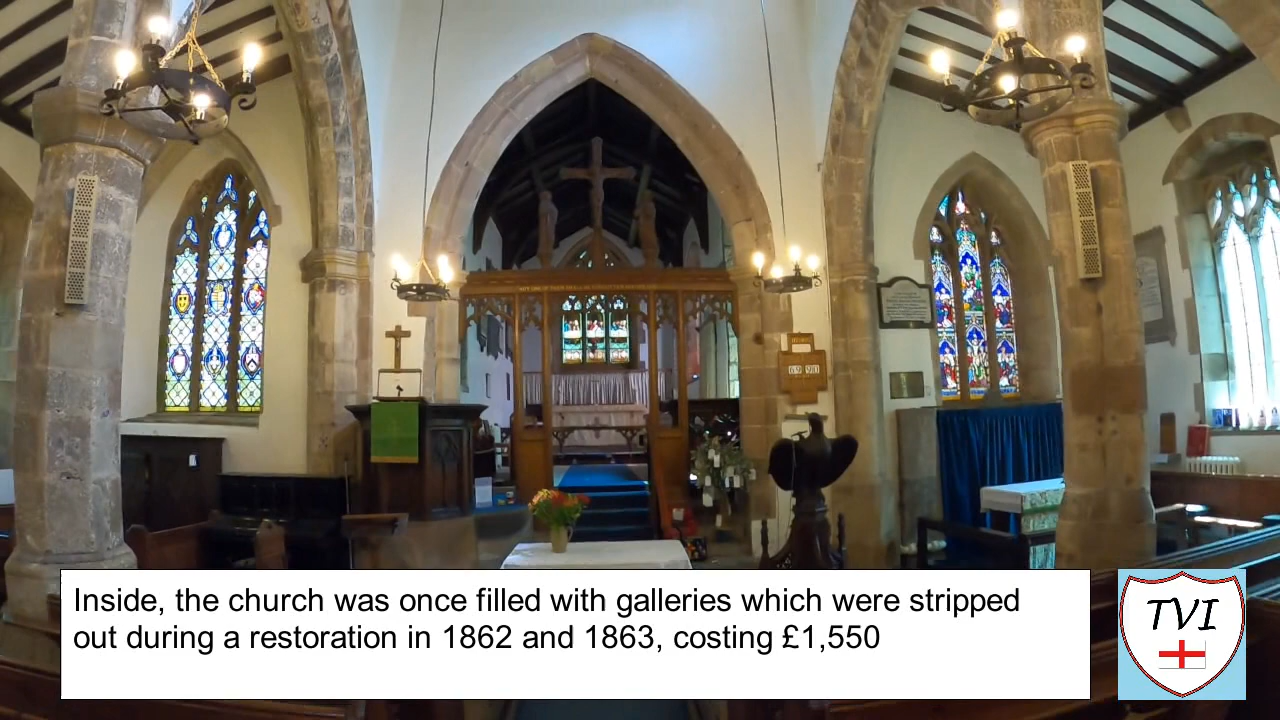 Inside, the church was once filled with galleries which were stripped
out during a restoration in 1862 and 1863, costing £1,550
TVI